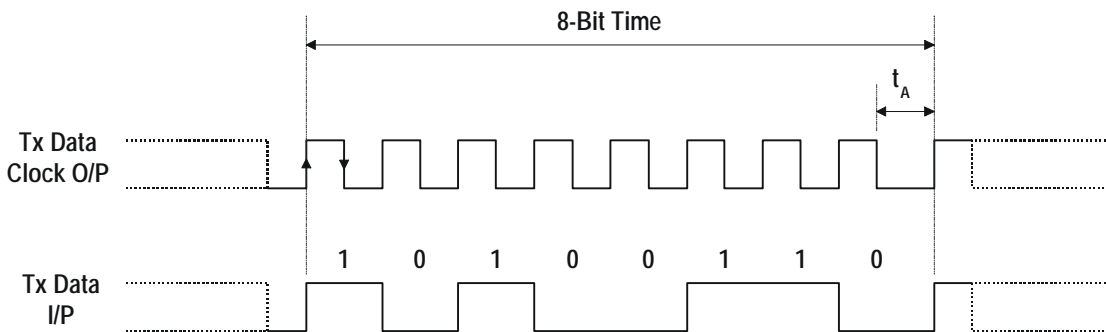 8-Bit Time
tA
Tx Data
Clock O/P
1 0 1 0 0 1 1 0
Tx Data
I/P